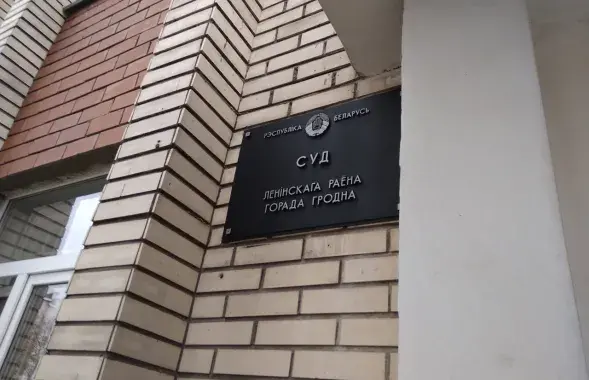 РЭСПУБЛІКА БЕЛАРУСЬ
СУД
ЛЕНІНСКАГА РАЁНА
ГОРАДА ГРОДНА